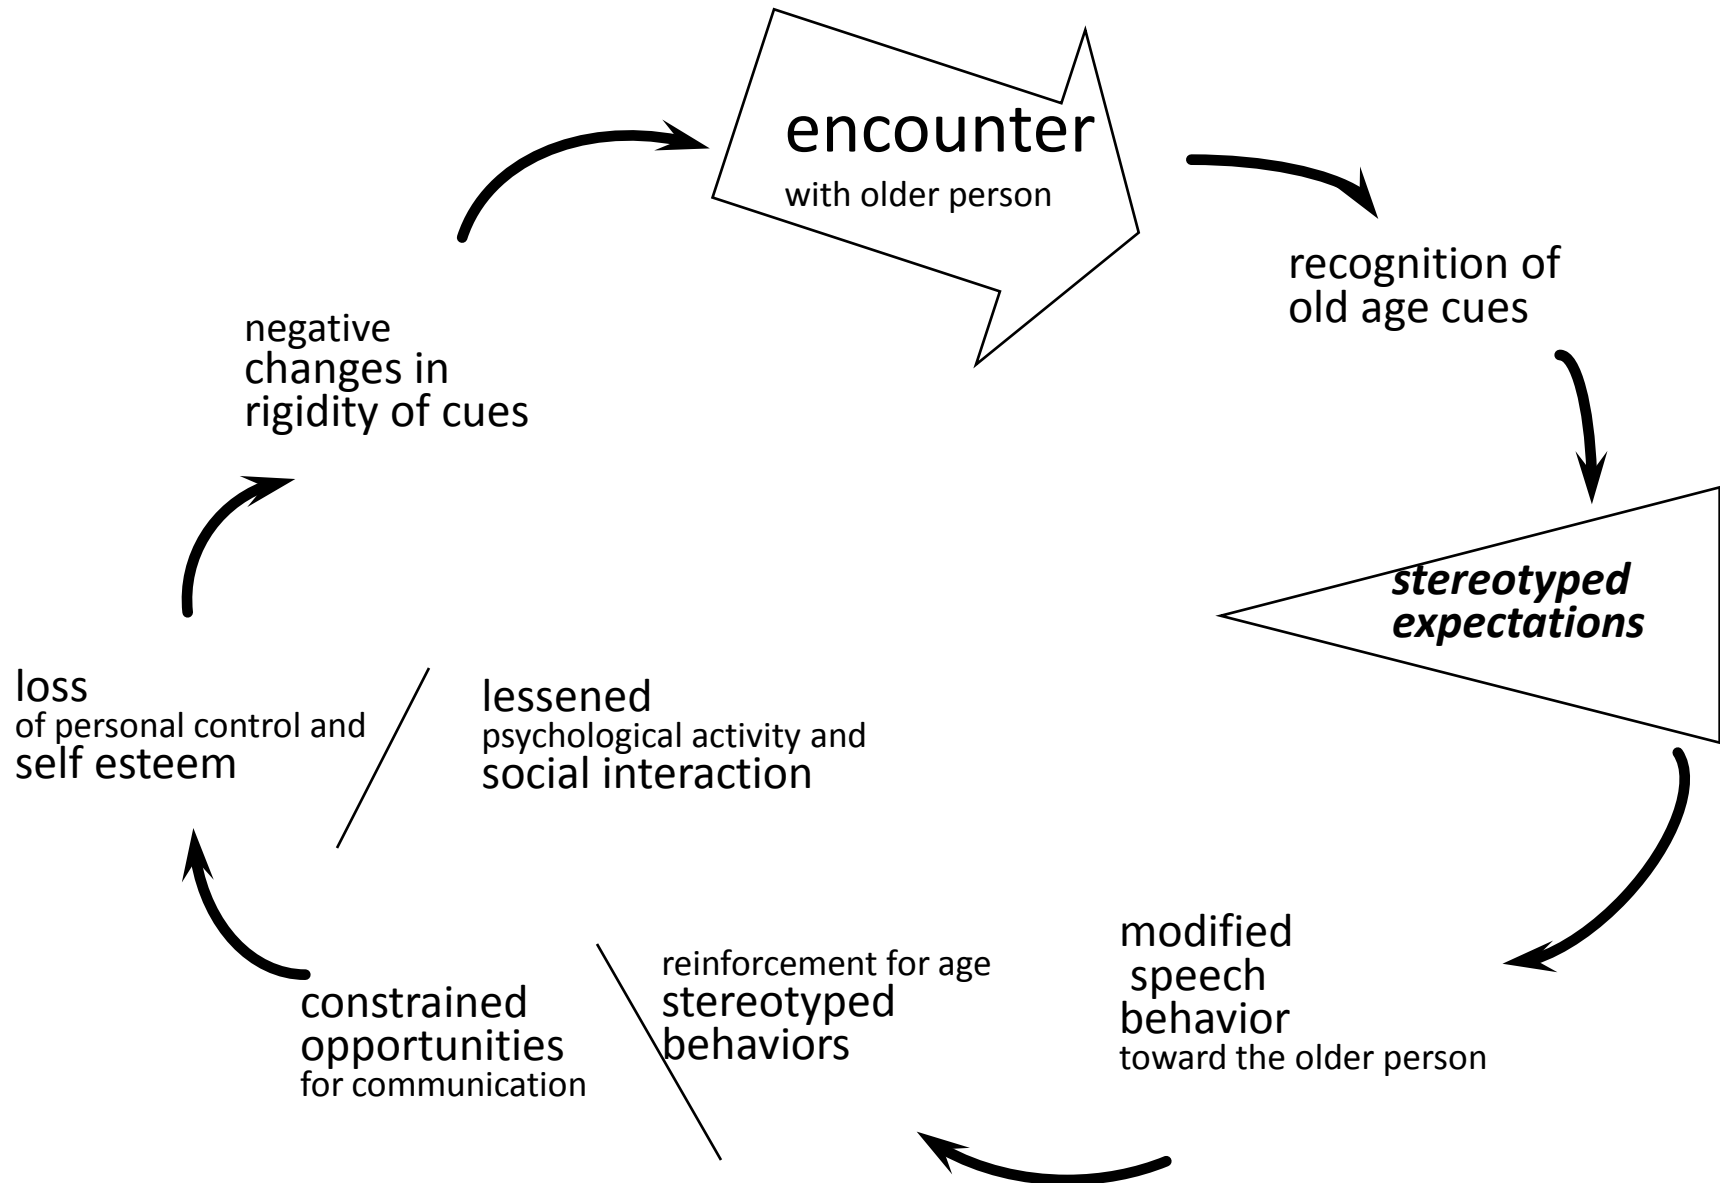 encounter
with older person
recognition of
old age cues
stereotyped
expectations
modified
speech
behavior
toward the older person
reinforcement for age
stereotyped
behaviors
constrained
opportunities
for communication
loss
of personal control and
self esteem
lessened
psychological activity and
social interaction
negative
changes in
rigidity of cues